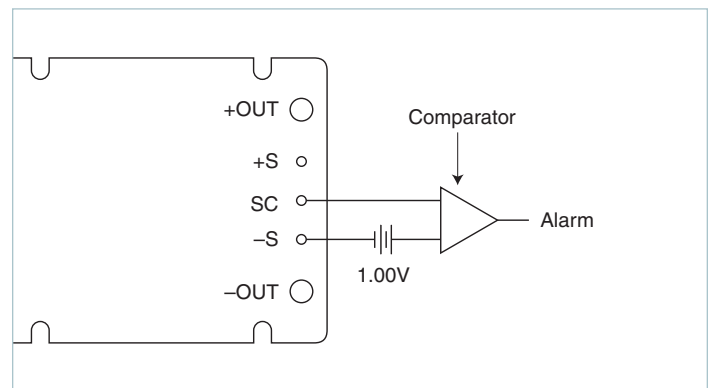 +OUT
Comparator
+S
SC
Alarm
–S
1.00V
–OUT